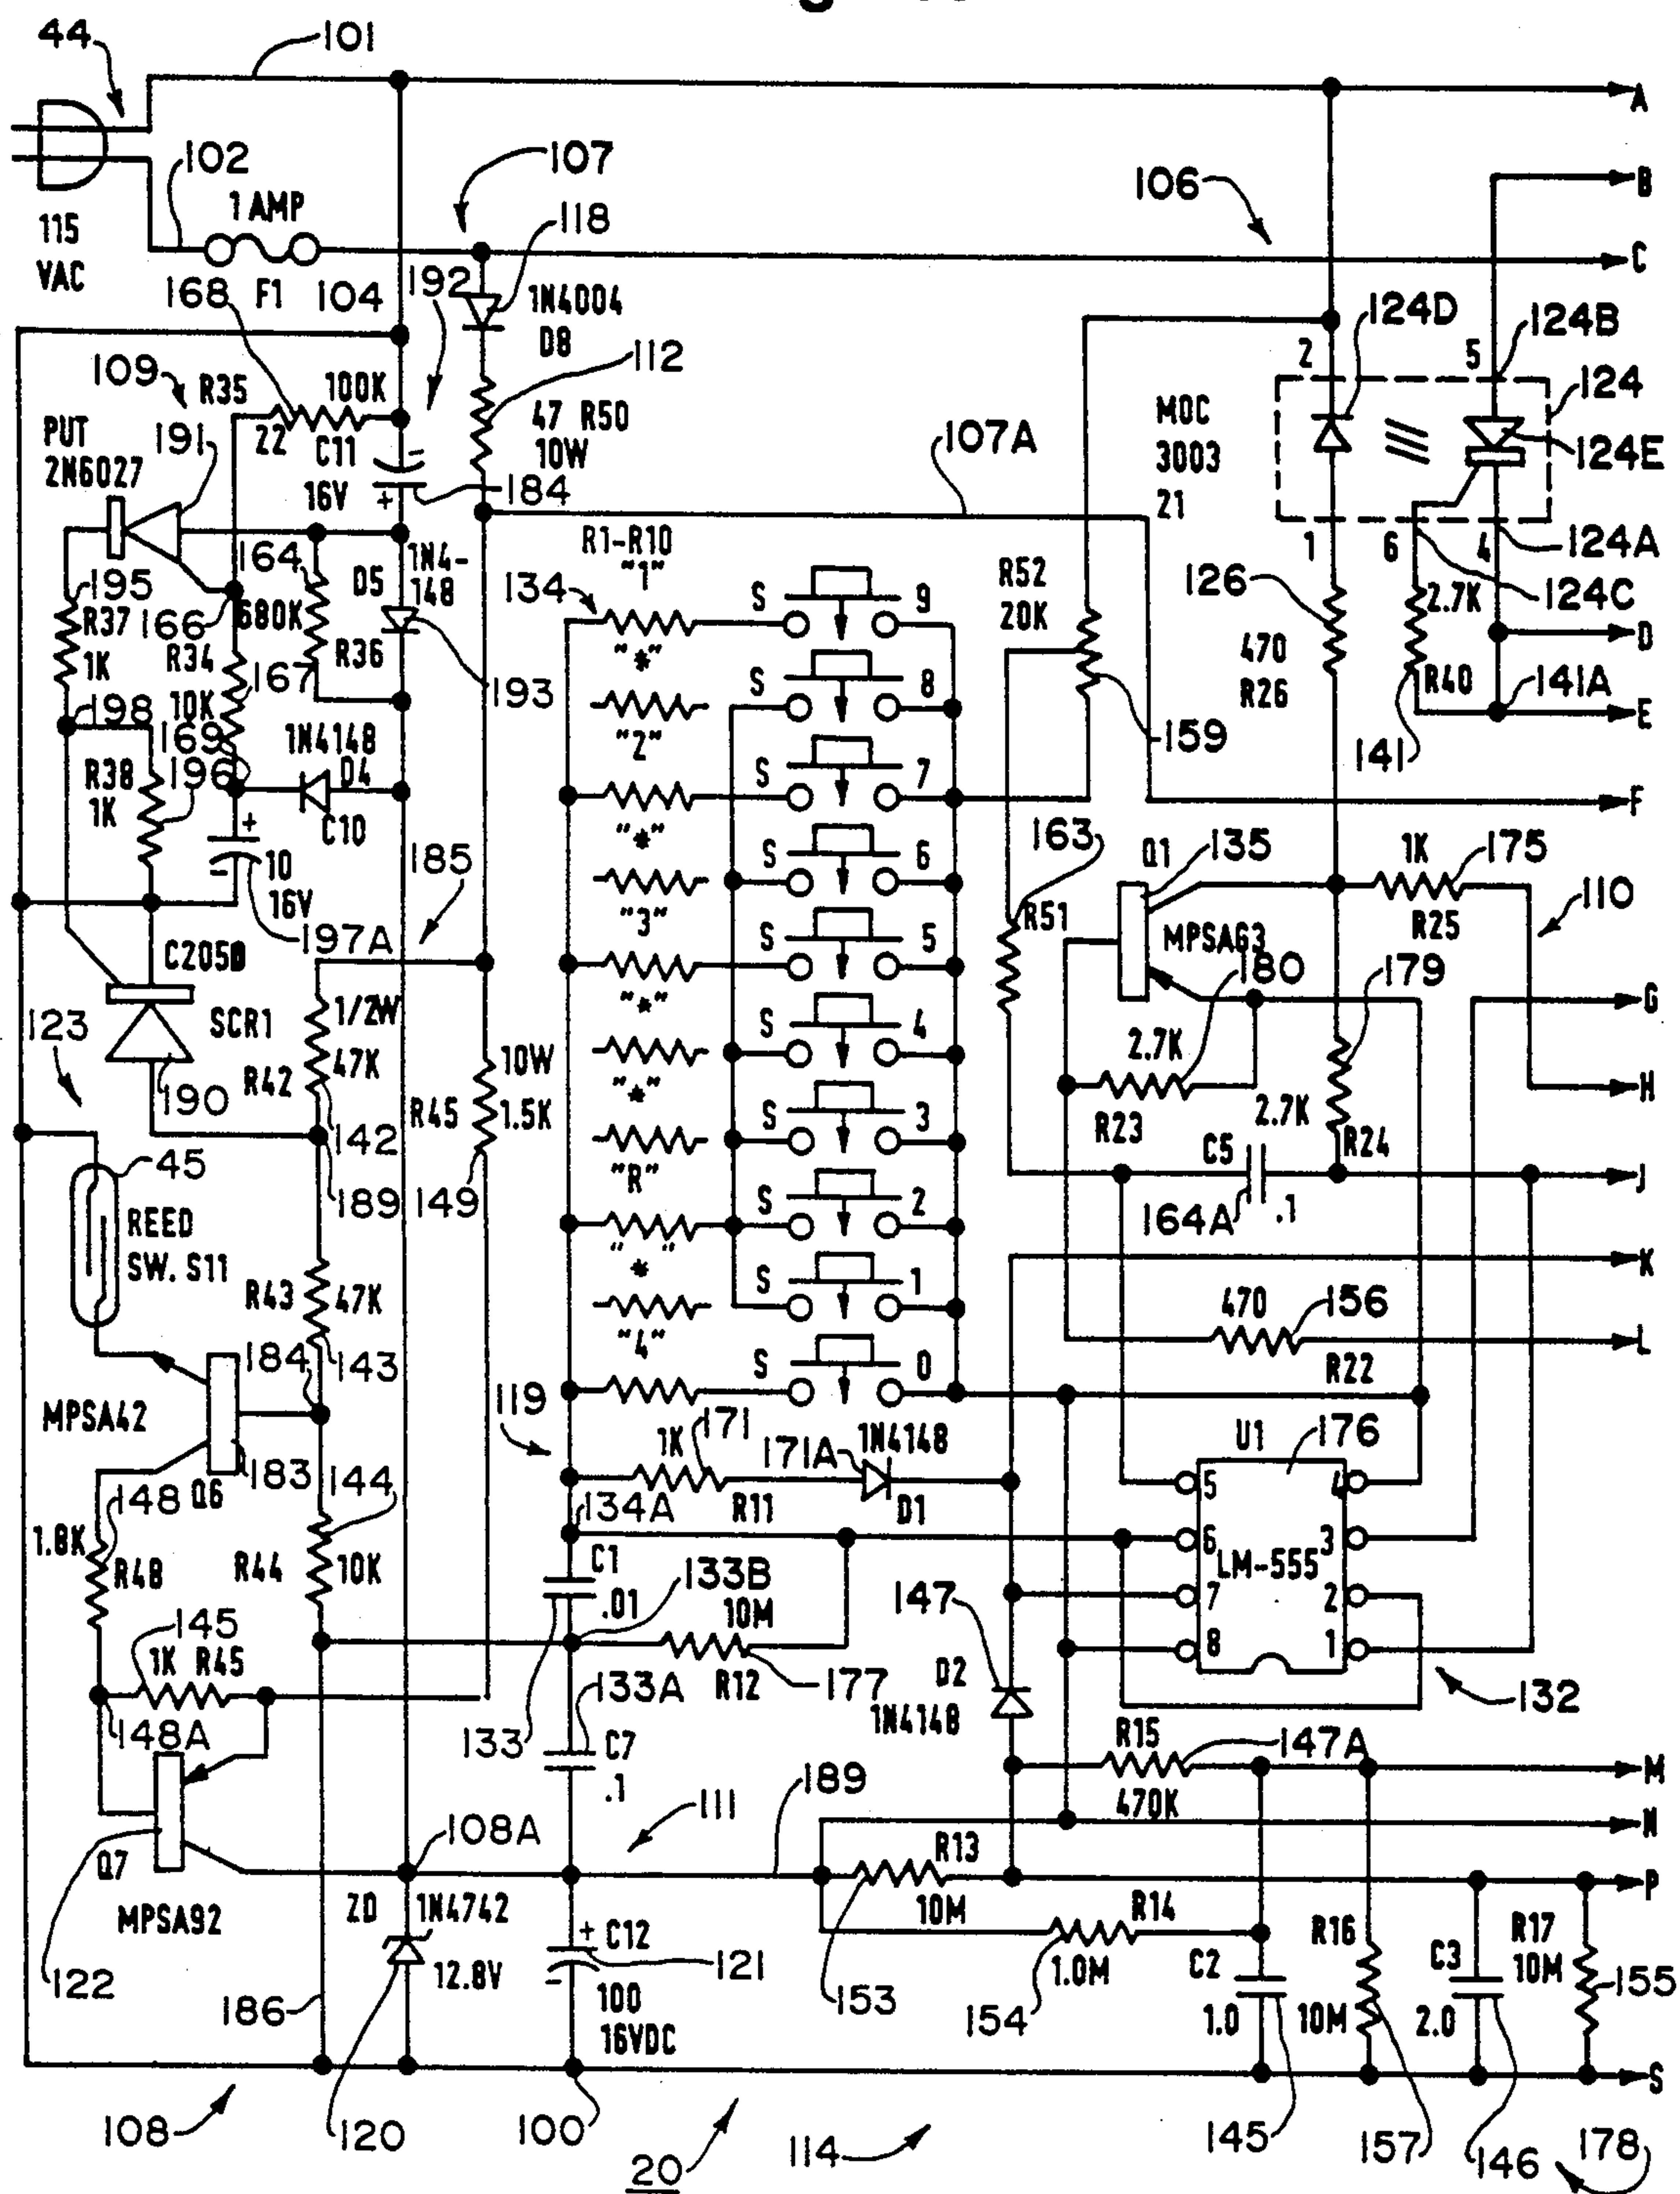 44
101
A
102
107
106
B
115
VAC
1 AMP
118
C
168
F1
104
192
1N4004
D8
124D
124B
109
R35
100K
112
2
5
124
PUT
2N6027
191
22
C11
16V
184
47 R50
10W
107A
MOC
3003
21
124E
164
D5
1N4-
148
R1-R10
"1"
R52
20K
1
6
4
124A
195
R37
1K
166
680K
R36
134
S
9
126
2.7K
124C
D
R34
10K
167
193
"*"
S
8
470
R26
R40
141A
E
198
169
1N4148
D4
"2"
S
7
159
141
R38
1K
196
C10
F
10
16V
185
"*"
S
6
163
Q1
135
1K
175
197A
"3"
S
5
R51
MPSA63
R25
110
C205B
"*"
S
4
180
179
G
123
SCR1
1/2W
47K
R42
10W
1.5K
R45
2.7K
R23
2.7K
H
190
142
"*"
S
3
R24
45
189
149
"R"
S
2
C5
164A
.1
J
REED
SW. S11
R43
47K
"*"
S
1
K
184
143
"4"
S
0
470
156
R22
L
MPSA42
119
171
1K
171A
1N4148
U1
176
183
Q6
144
148
R11
D1
5
4
134A
6
3
LM-555
1.8K
R48
R44
10K
C1
.01
133B
10M
147
7
2
145
1K R45
R12
177
D2
1N4148
8
1
132
148A
133
133A
C7
.1
R15
147A
470K
M
108A
111
189
N
Q7
R13
P
MPSA92
ZD
1N4742
12.8V
C12
121
10M
R14
1.0M
R16
10M
C3
2.0
R17
10M
122
186
100
16VDC
153
154
C2
1.0
155
S
108
120
100
20
114
145
157
146
178